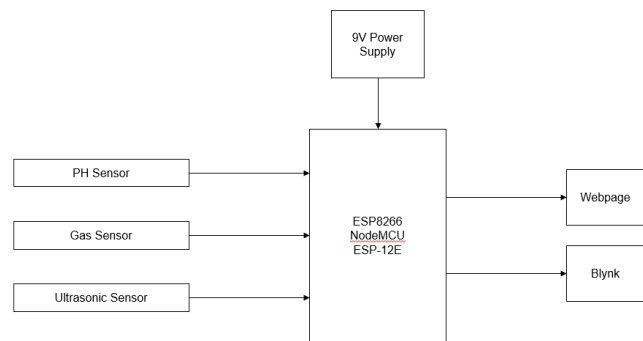 9V Power
Supply
PH Sensor
Gas Sensor
Ultrasonic Sensor
ESP8266
NodeMCU
ESP-12E
Webpage
Blynk